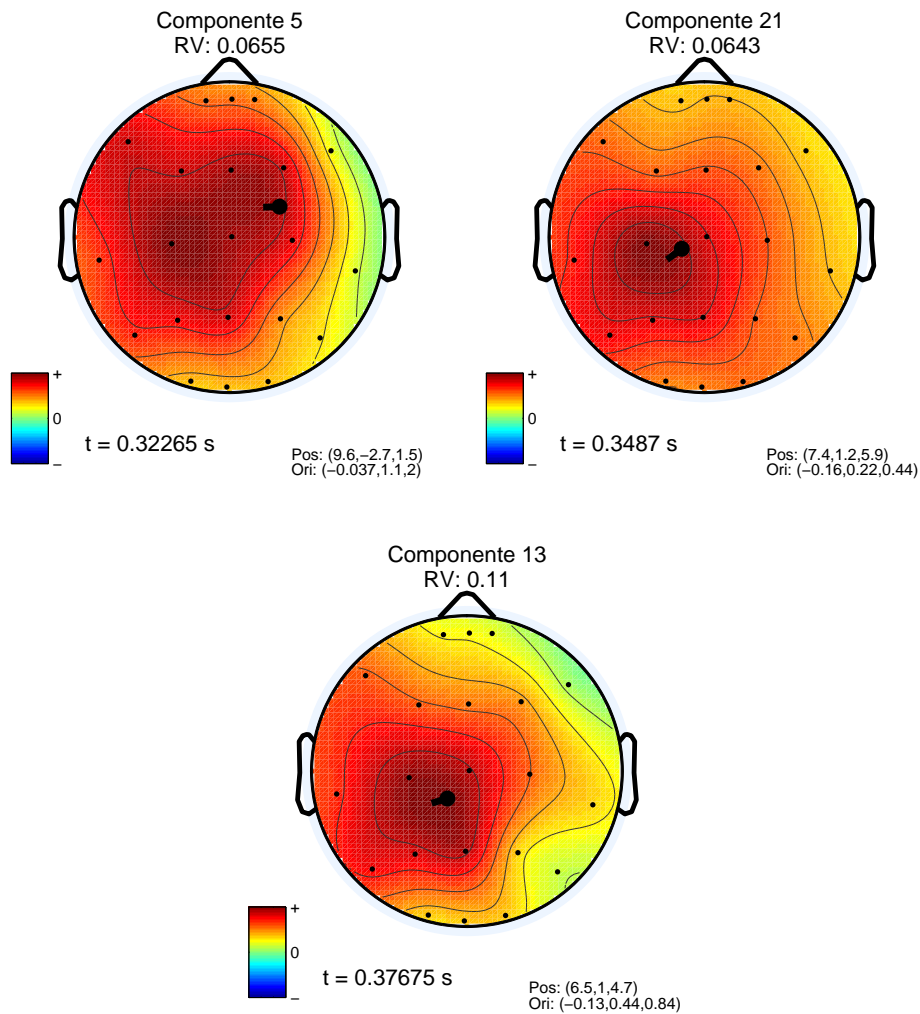 Componente 5
RV: 0.0655
+
0
−
t = 0.32265 s
Pos: (9.6,−2.7,1.5)
Ori: (−0.037,1.1,2)
Componente 21
RV: 0.0643
+
0
−
t = 0.3487 s
Pos: (7.4,1.2,5.9)
Ori: (−0.16,0.22,0.44)
Componente 13
RV: 0.11
+
0
−
t = 0.37675 s
Pos: (6.5,1,4.7)
Ori: (−0.13,0.44,0.84)